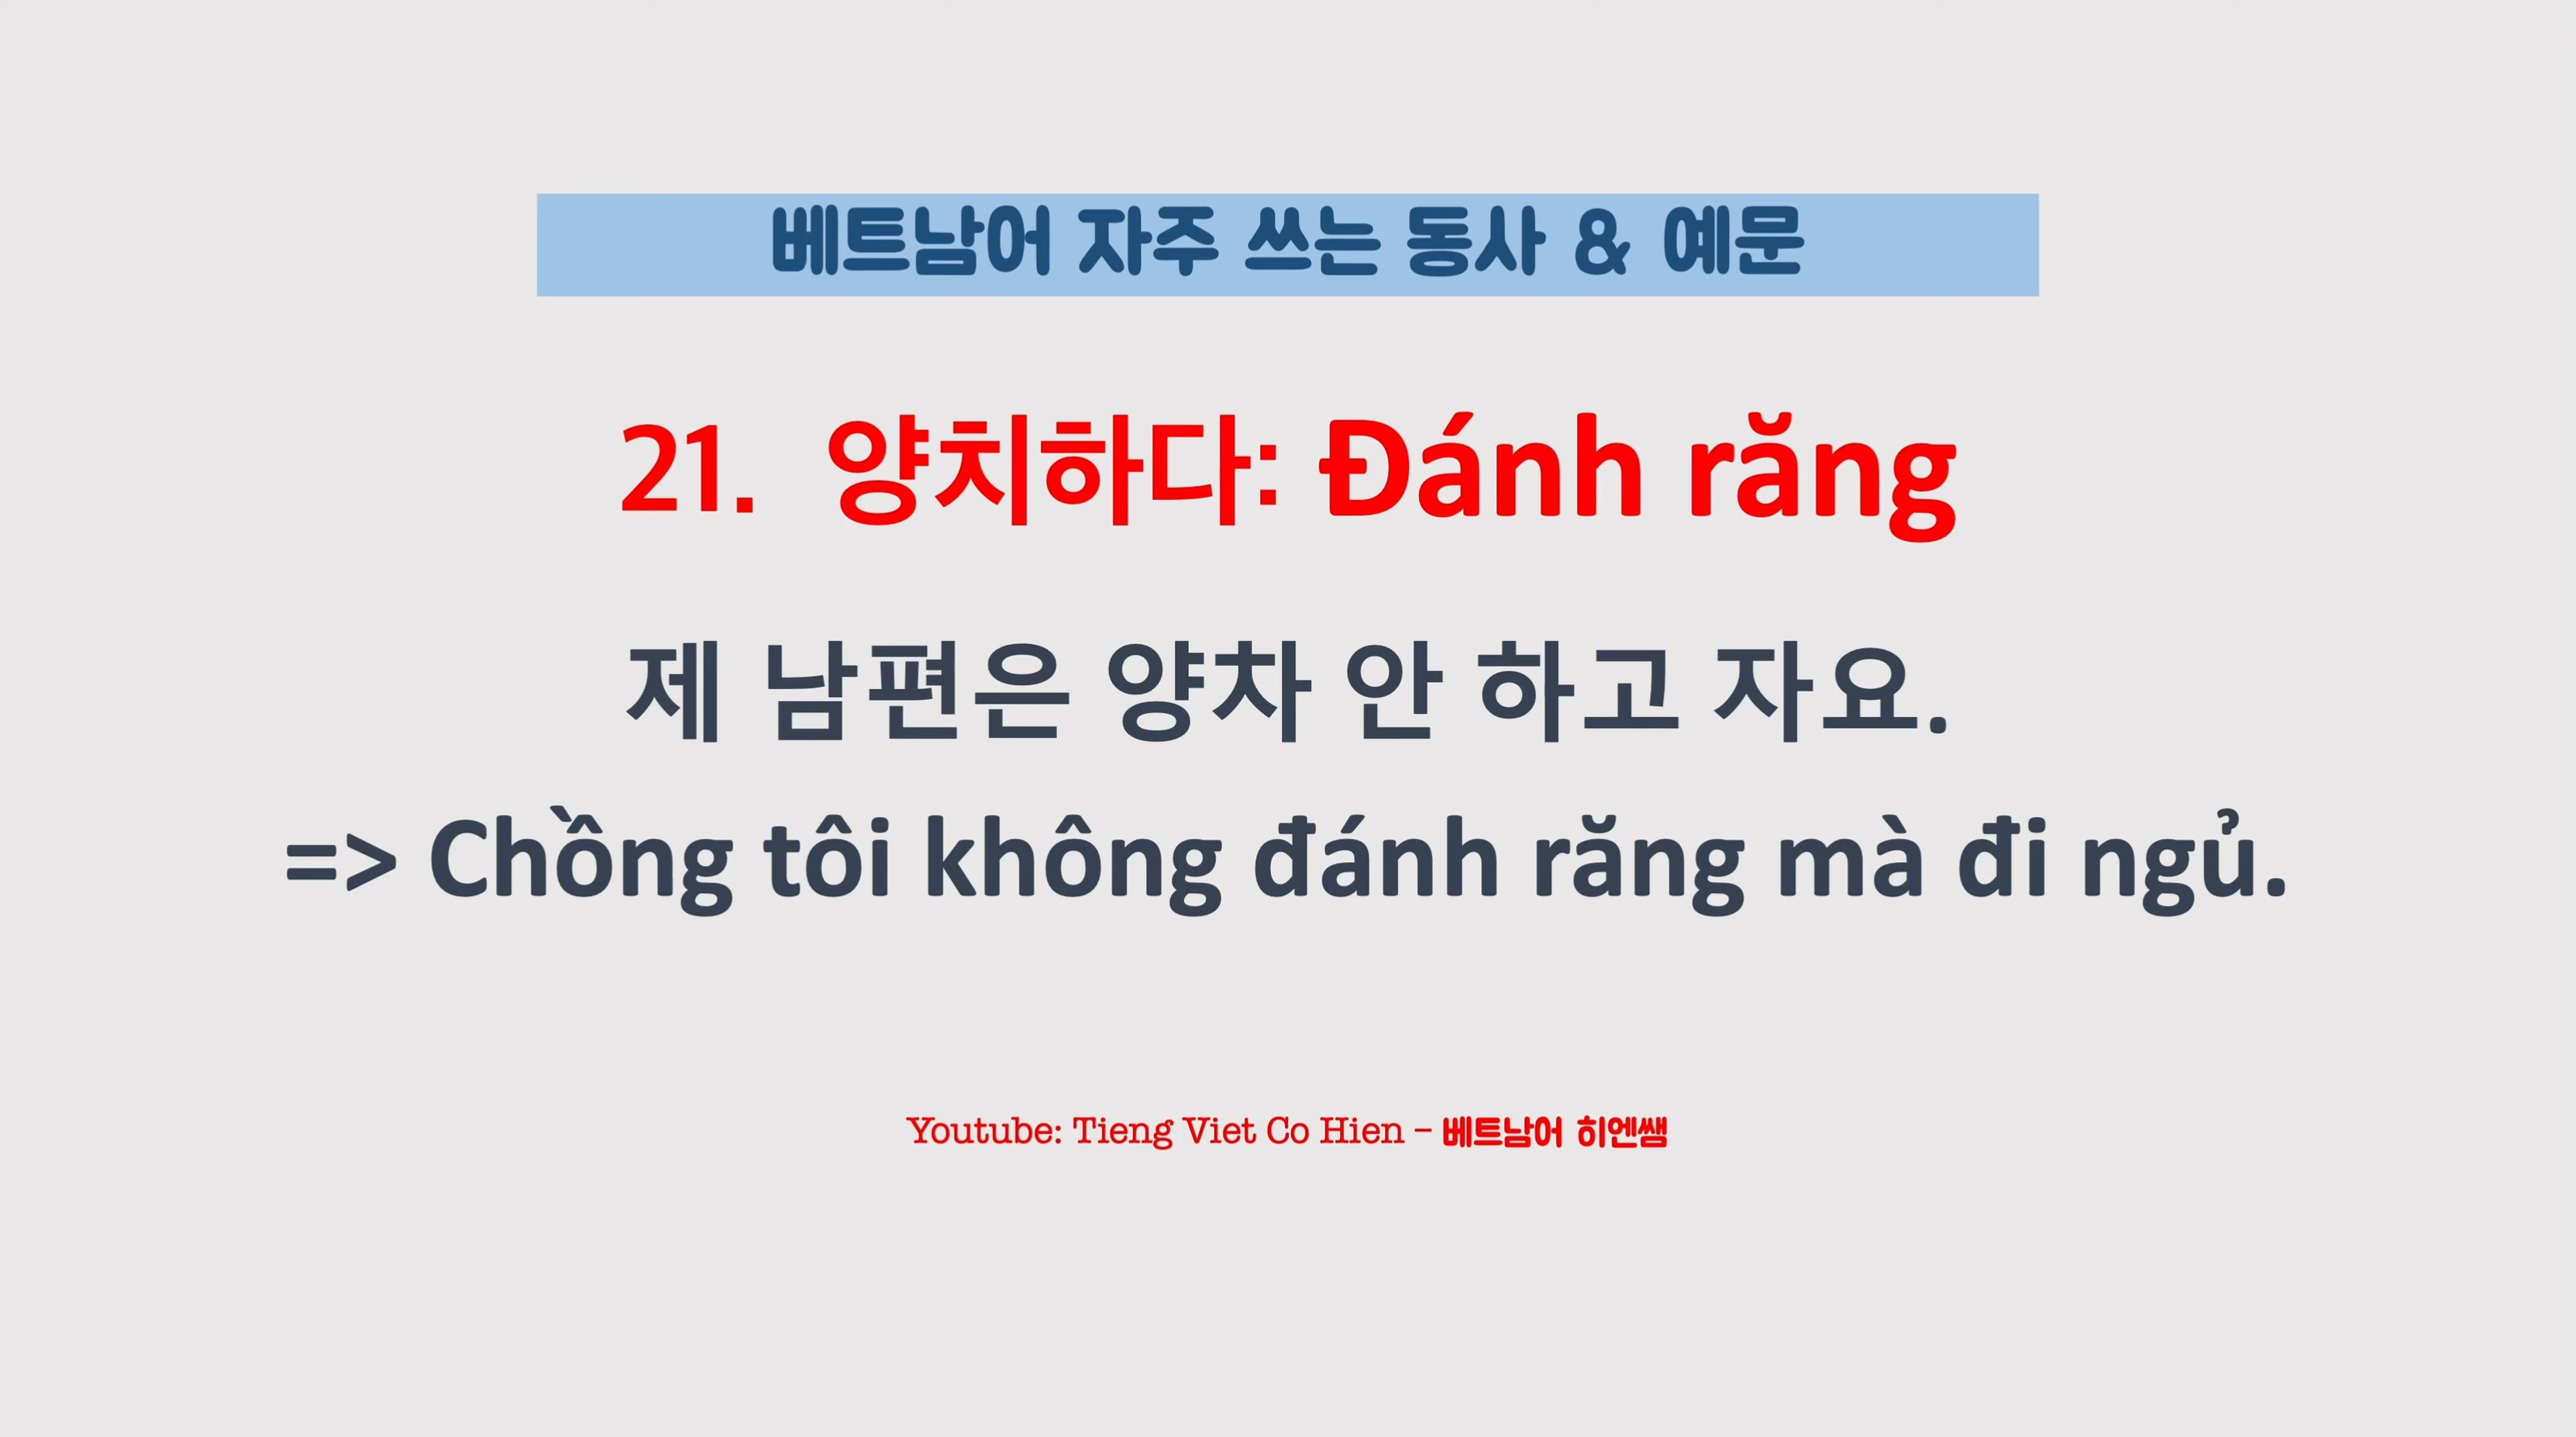 베트남어 자주 쓰는 동사 & 예문
21. 양치하다: Đánh răng
제 남편은 양차 안 하고 자요.
=> Chồng tôi không đánh răng mà đi ngủ.
Youtube: Tieng Viet Co Hien – 베트남어 히엔쌤